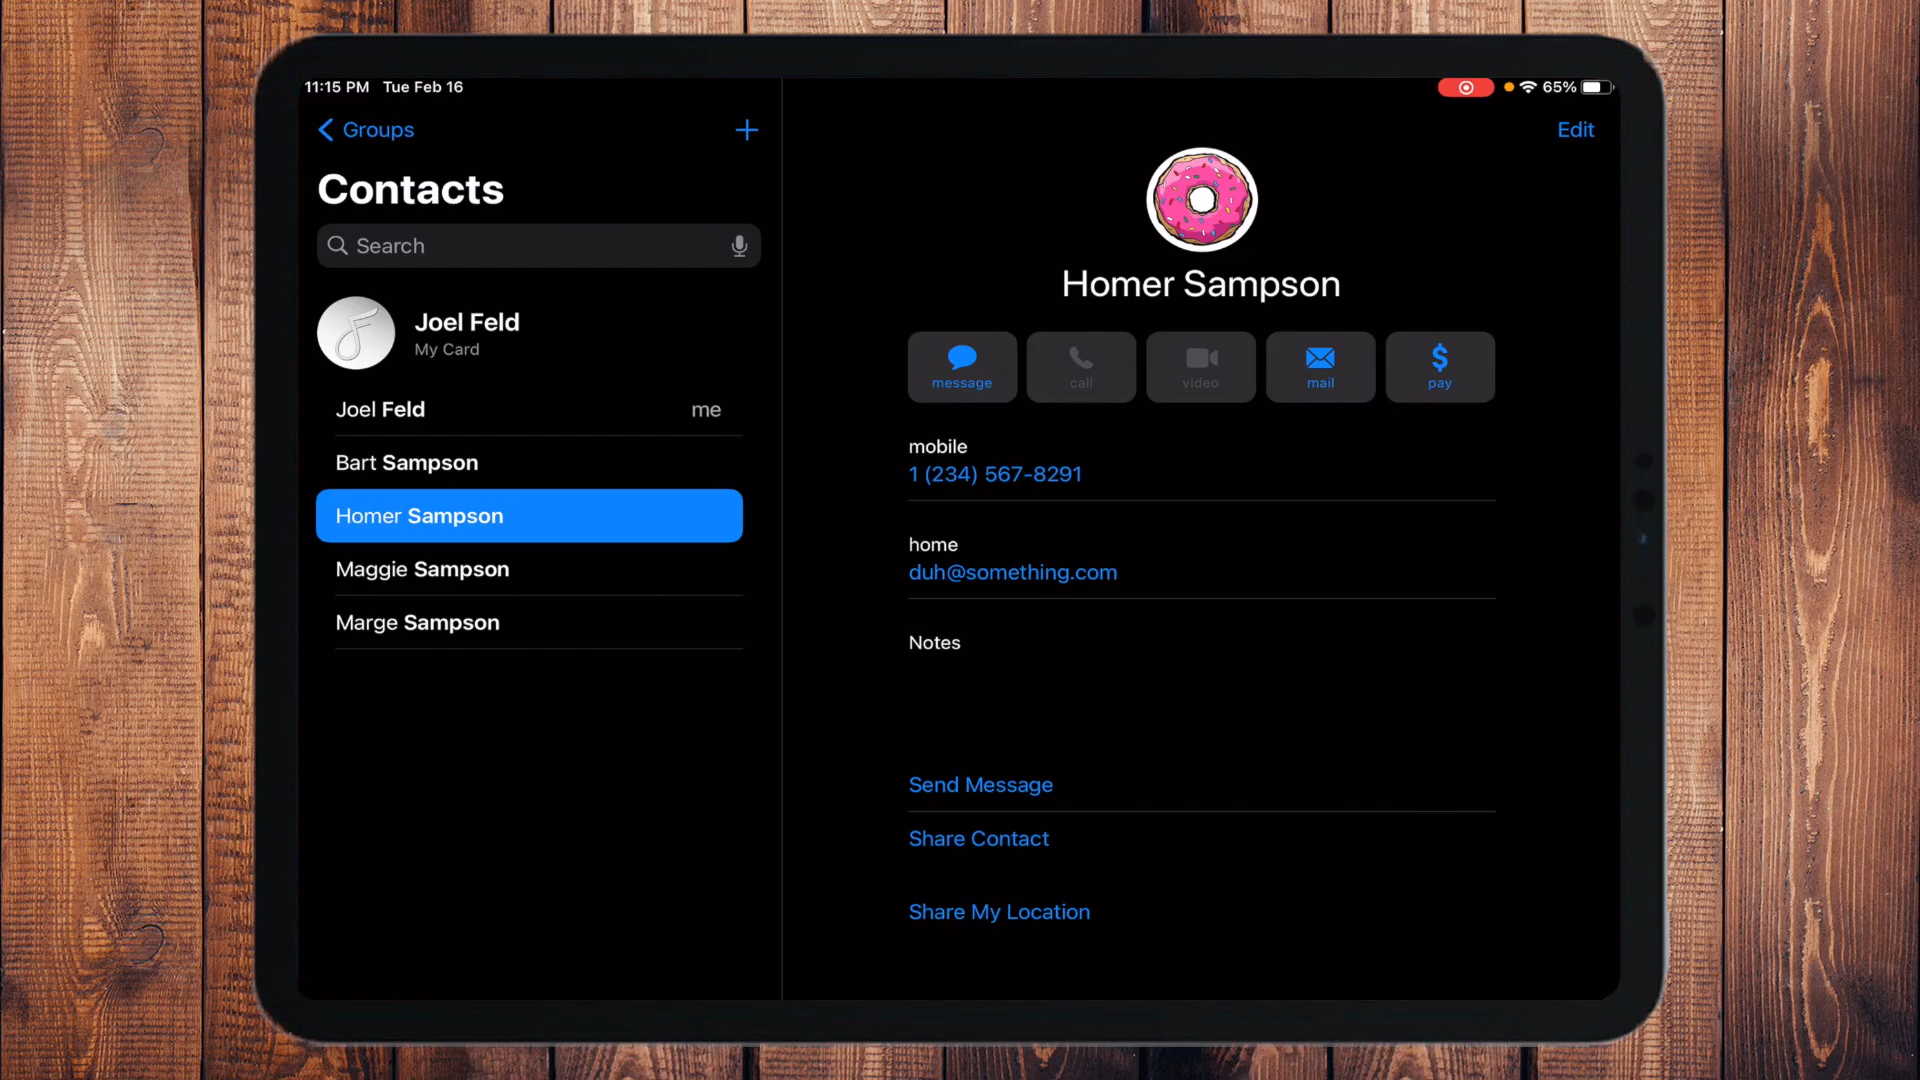 11:15 PM Tue Feb 16
65%
Groups
Edit
Contacts
Search
Joel Feld
My Card
Joel Feld me
Bart Sampson
Homer Sampson
Maggie Sampson
Marge Sampson
Homer Sampson
message call video mail pay
mobile
1 (234) 567-8291
home
duh@something.com
Notes
Send Message
Share Contact
Share My Location